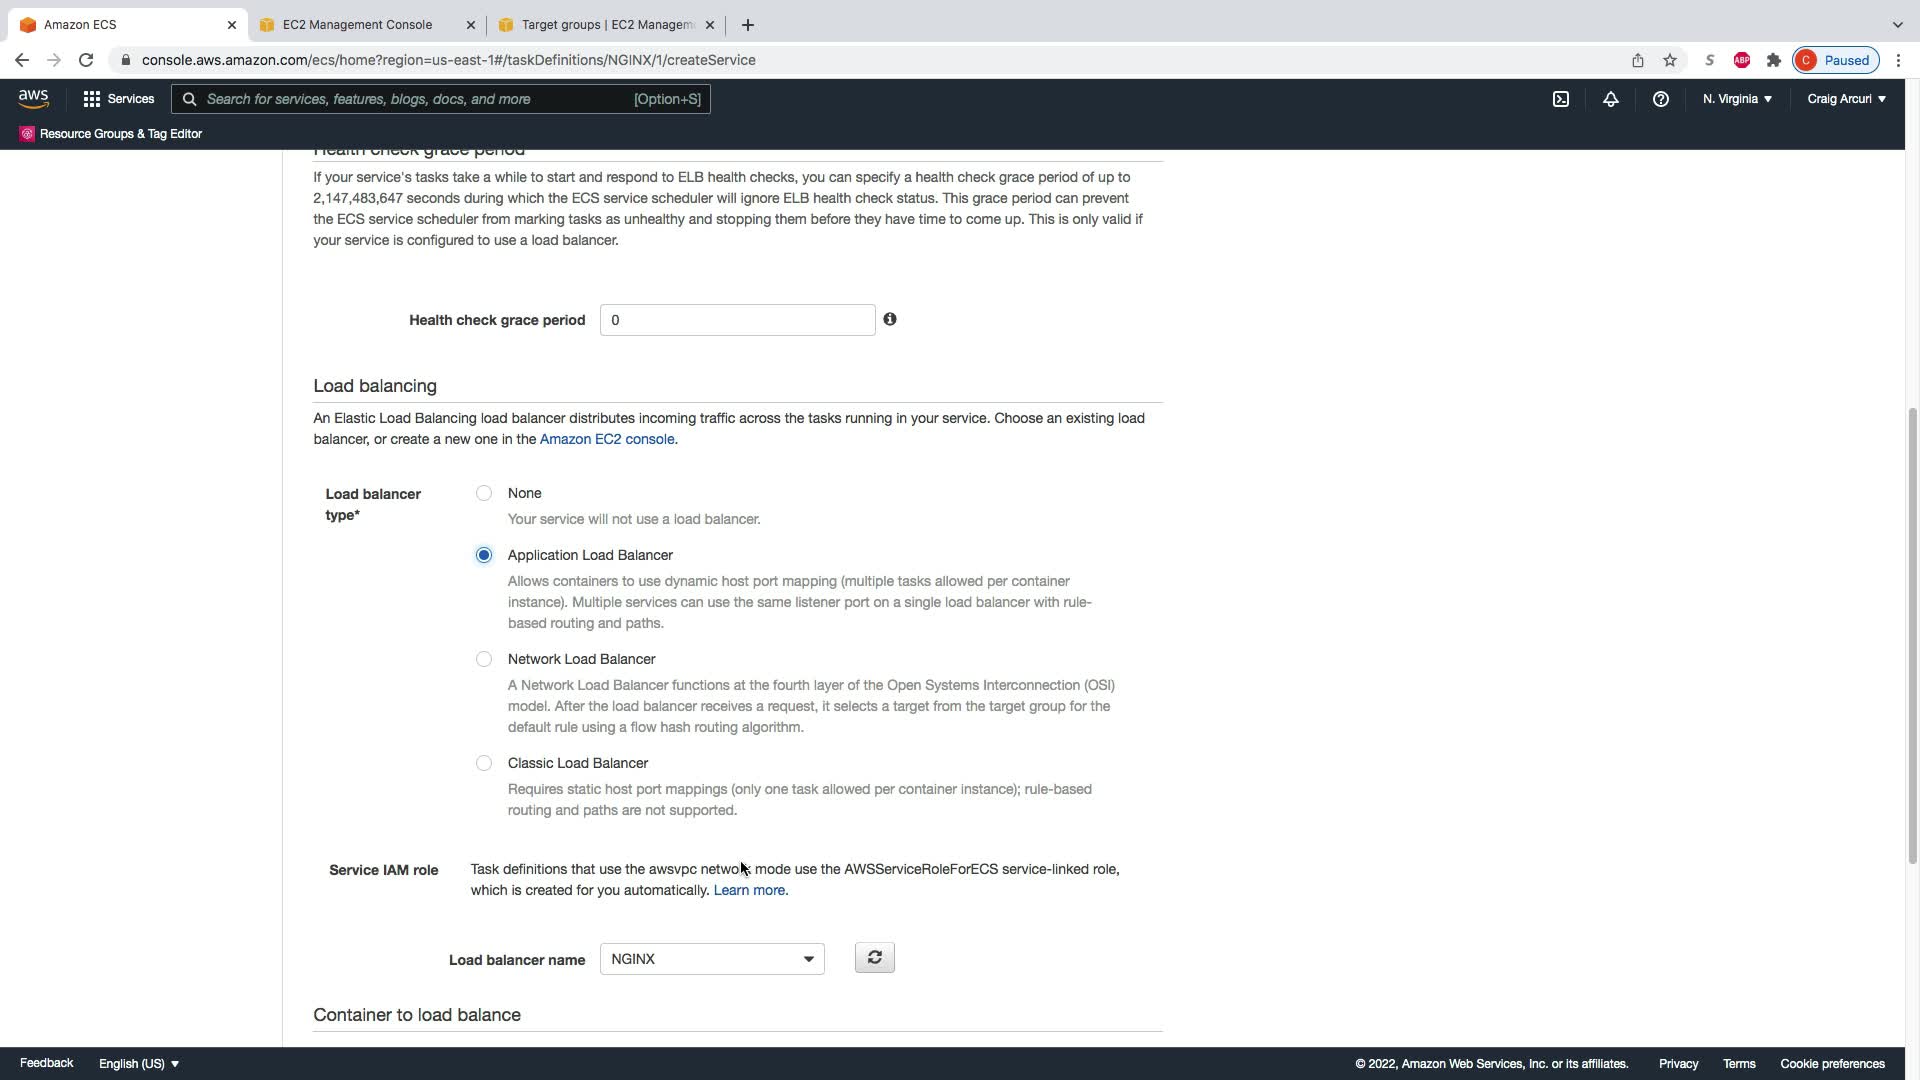 Amazon ECS
EC2 Management Console
Target groups | EC2 Managem
console.aws.amazon.com/ecs/home?region=us-east-1#/taskDefinitions/NGINX/1/createService
S
ABP
C Paused
aws
Services
Search for services, features, blogs, docs, and more [Option+S]
N. Virginia
Craig Arcuri
Resource Groups & Tag Editor
Health check grace period
If your service's tasks take a while to start and respond to ELB health checks, you can specify a health check grace period of up to
2,147,483,647 seconds during which the ECS service scheduler will ignore ELB health check status. This grace period can prevent
the ECS service scheduler from marking tasks as unhealthy and stopping them before they have time to come up. This is only valid if
your service is configured to use a load balancer.
Health check grace period 0
Load balancing
An Elastic Load Balancing load balancer distributes incoming traffic across the tasks running in your service. Choose an existing load
balancer, or create a new one in the Amazon EC2 console.
Load balancer
type*
None
Your service will not use a load balancer.
Application Load Balancer
Allows containers to use dynamic host port mapping (multiple tasks allowed per container
instance). Multiple services can use the same listener port on a single load balancer with rule-
based routing and paths.
Network Load Balancer
A Network Load Balancer functions at the fourth layer of the Open Systems Interconnection (OSI)
model. After the load balancer receives a request, it selects a target from the target group for the
default rule using a flow hash routing algorithm.
Classic Load Balancer
Requires static host port mappings (only one task allowed per container instance); rule-based
routing and paths are not supported.
Service IAM role
Task definitions that use the awsvpc network mode use the AWSServiceRoleForECS service-linked role,
which is created for you automatically. Learn more.
Load balancer name NGINX
Container to load balance
Feedback
English (US)
© 2022, Amazon Web Services, Inc. or its affiliates.
Privacy
Terms
Cookie preferences